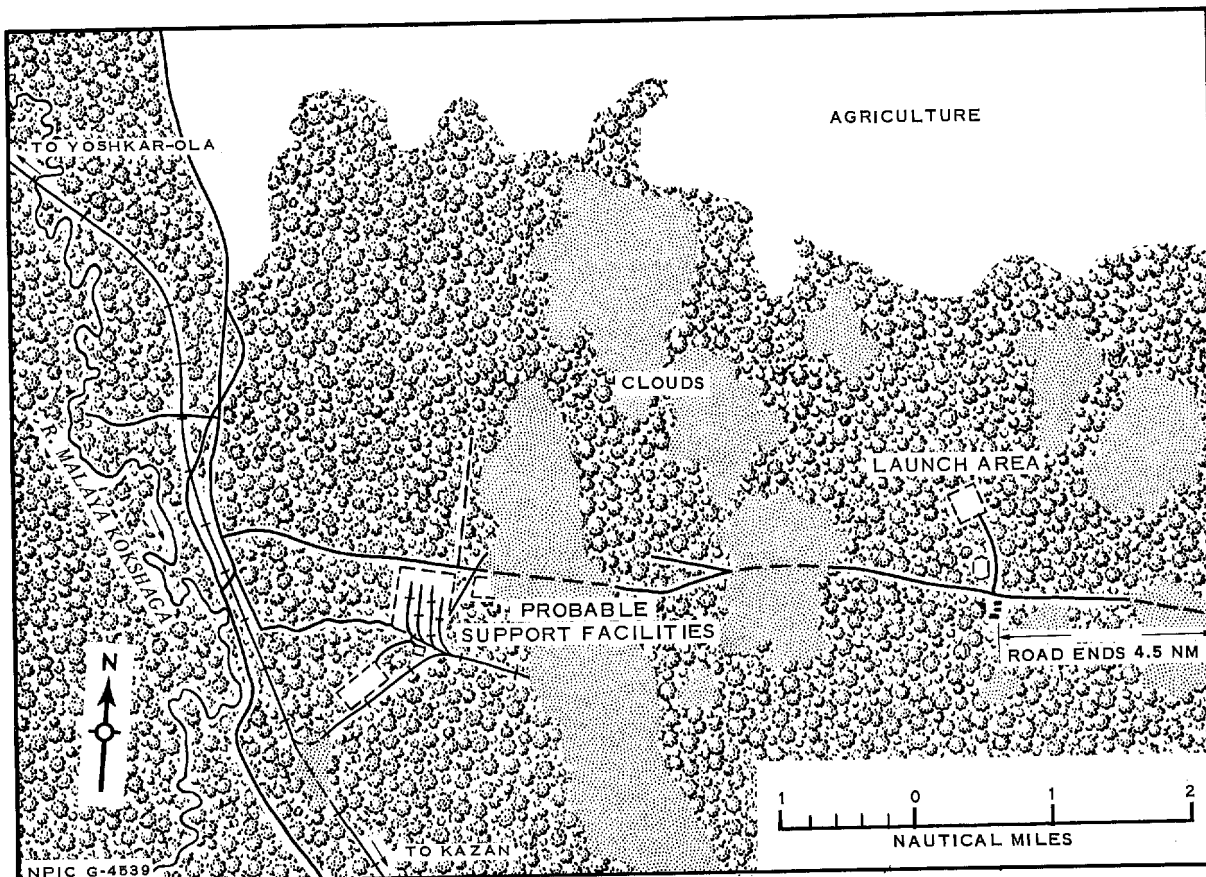 AGRICULTURE
TO YOSHKAR-OLA
CLOUDS
R. MALAYA KOKSHAGA
LAUNCH AREA
PROBABLE
SUPPORT FACILITIES
ROAD ENDS 4.5 NM
N
1 0 1 2
NAUTICAL MILES
TO KAZAN
NPIC G-4539